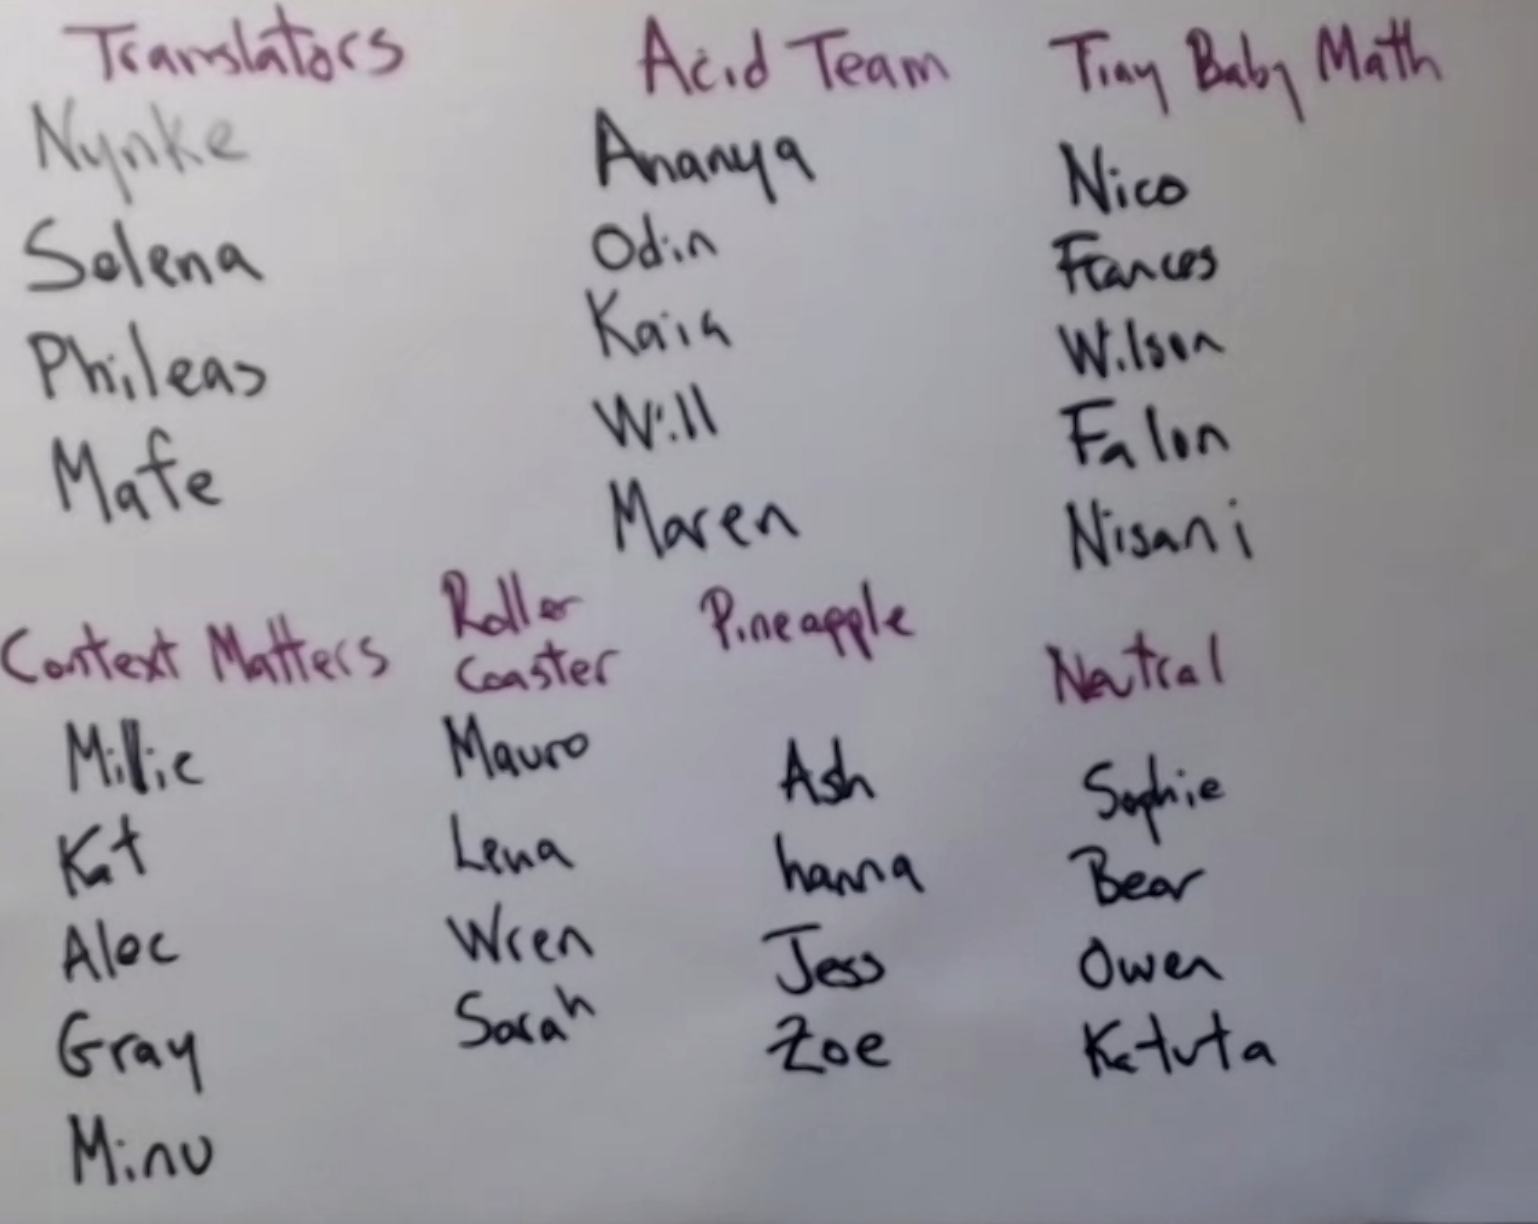 Translators
Nynke
Selena
Phileas
Mafe
Acid Team
Ananya
Odin
Kaia
Will
Maren
Tiny Baby Math
Nico
Frances
Wilson
Falon
Nisani
Context Matters
Millie
Kat
Alec
Gray
Minu
Roller
Coaster
Mauro
Lena
Wren
Sarah
Pineapple
Ash
hanna
Jess
Zoe
Neutral
Sophie
Bear
Owen
Katuta